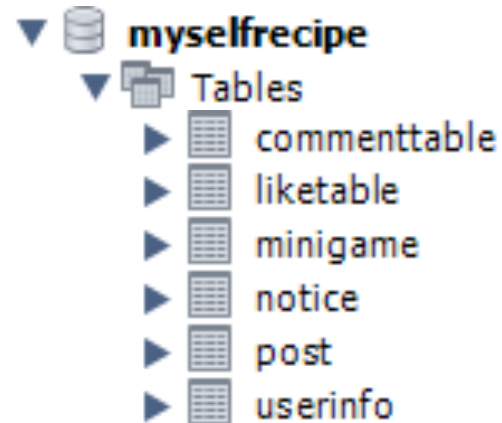 myselfrecipe
Tables
commenttable
liketable
minigame
notice
post
userinfo